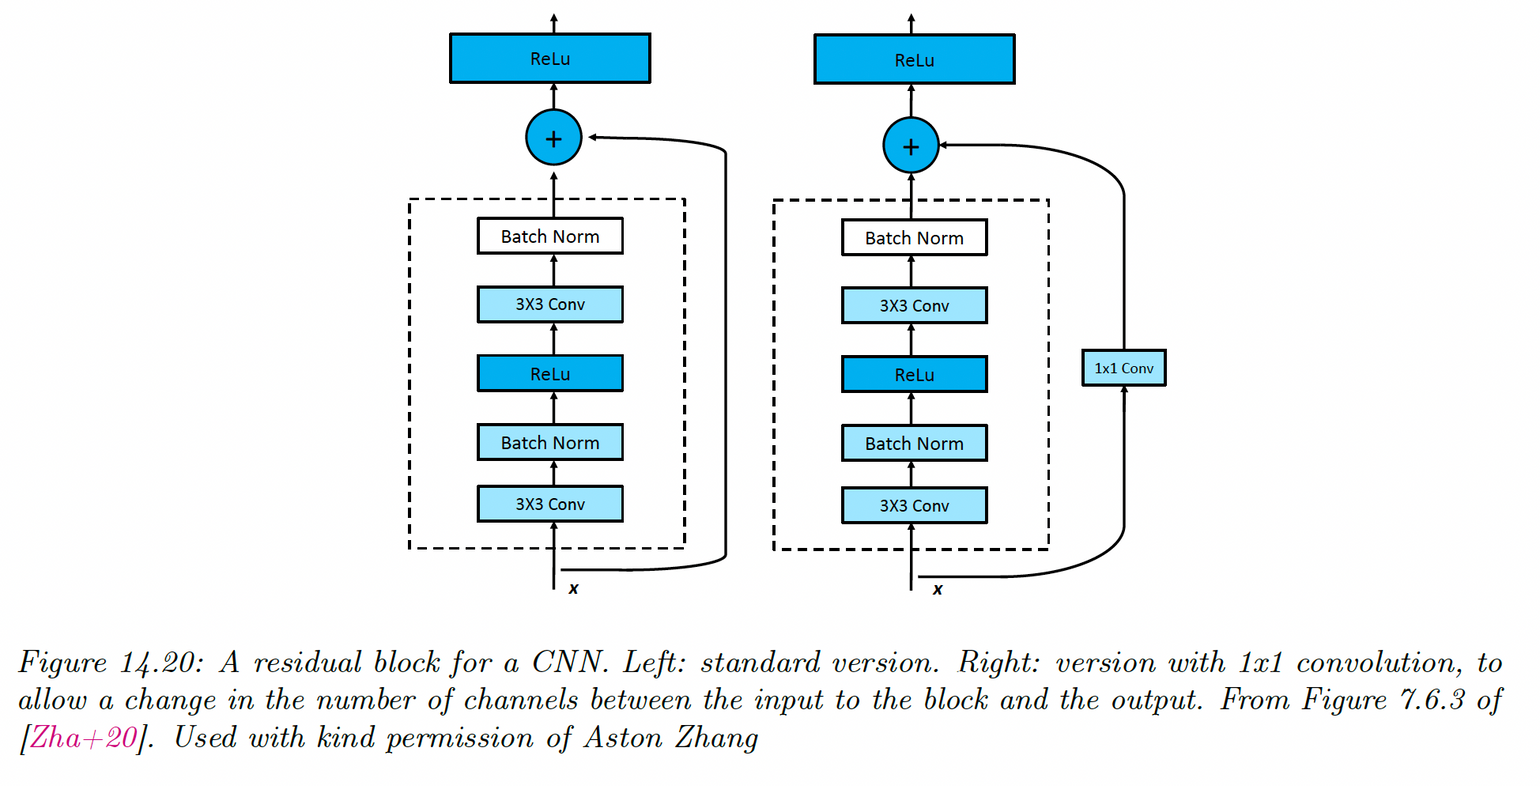 ReLu
+
Batch Norm
3X3 Conv
ReLu
Batch Norm
3X3 Conv
x
ReLu
+
Batch Norm
3X3 Conv
ReLu
Batch Norm
3X3 Conv
1x1 Conv
x
Figure 14.20: A residual block for a CNN. Left: standard version. Right: version with 1x1 convolution, to
allow a change in the number of channels between the input to the block and the output. From Figure 7.6.3 of
[Zha+20]. Used with kind permission of Aston Zhang